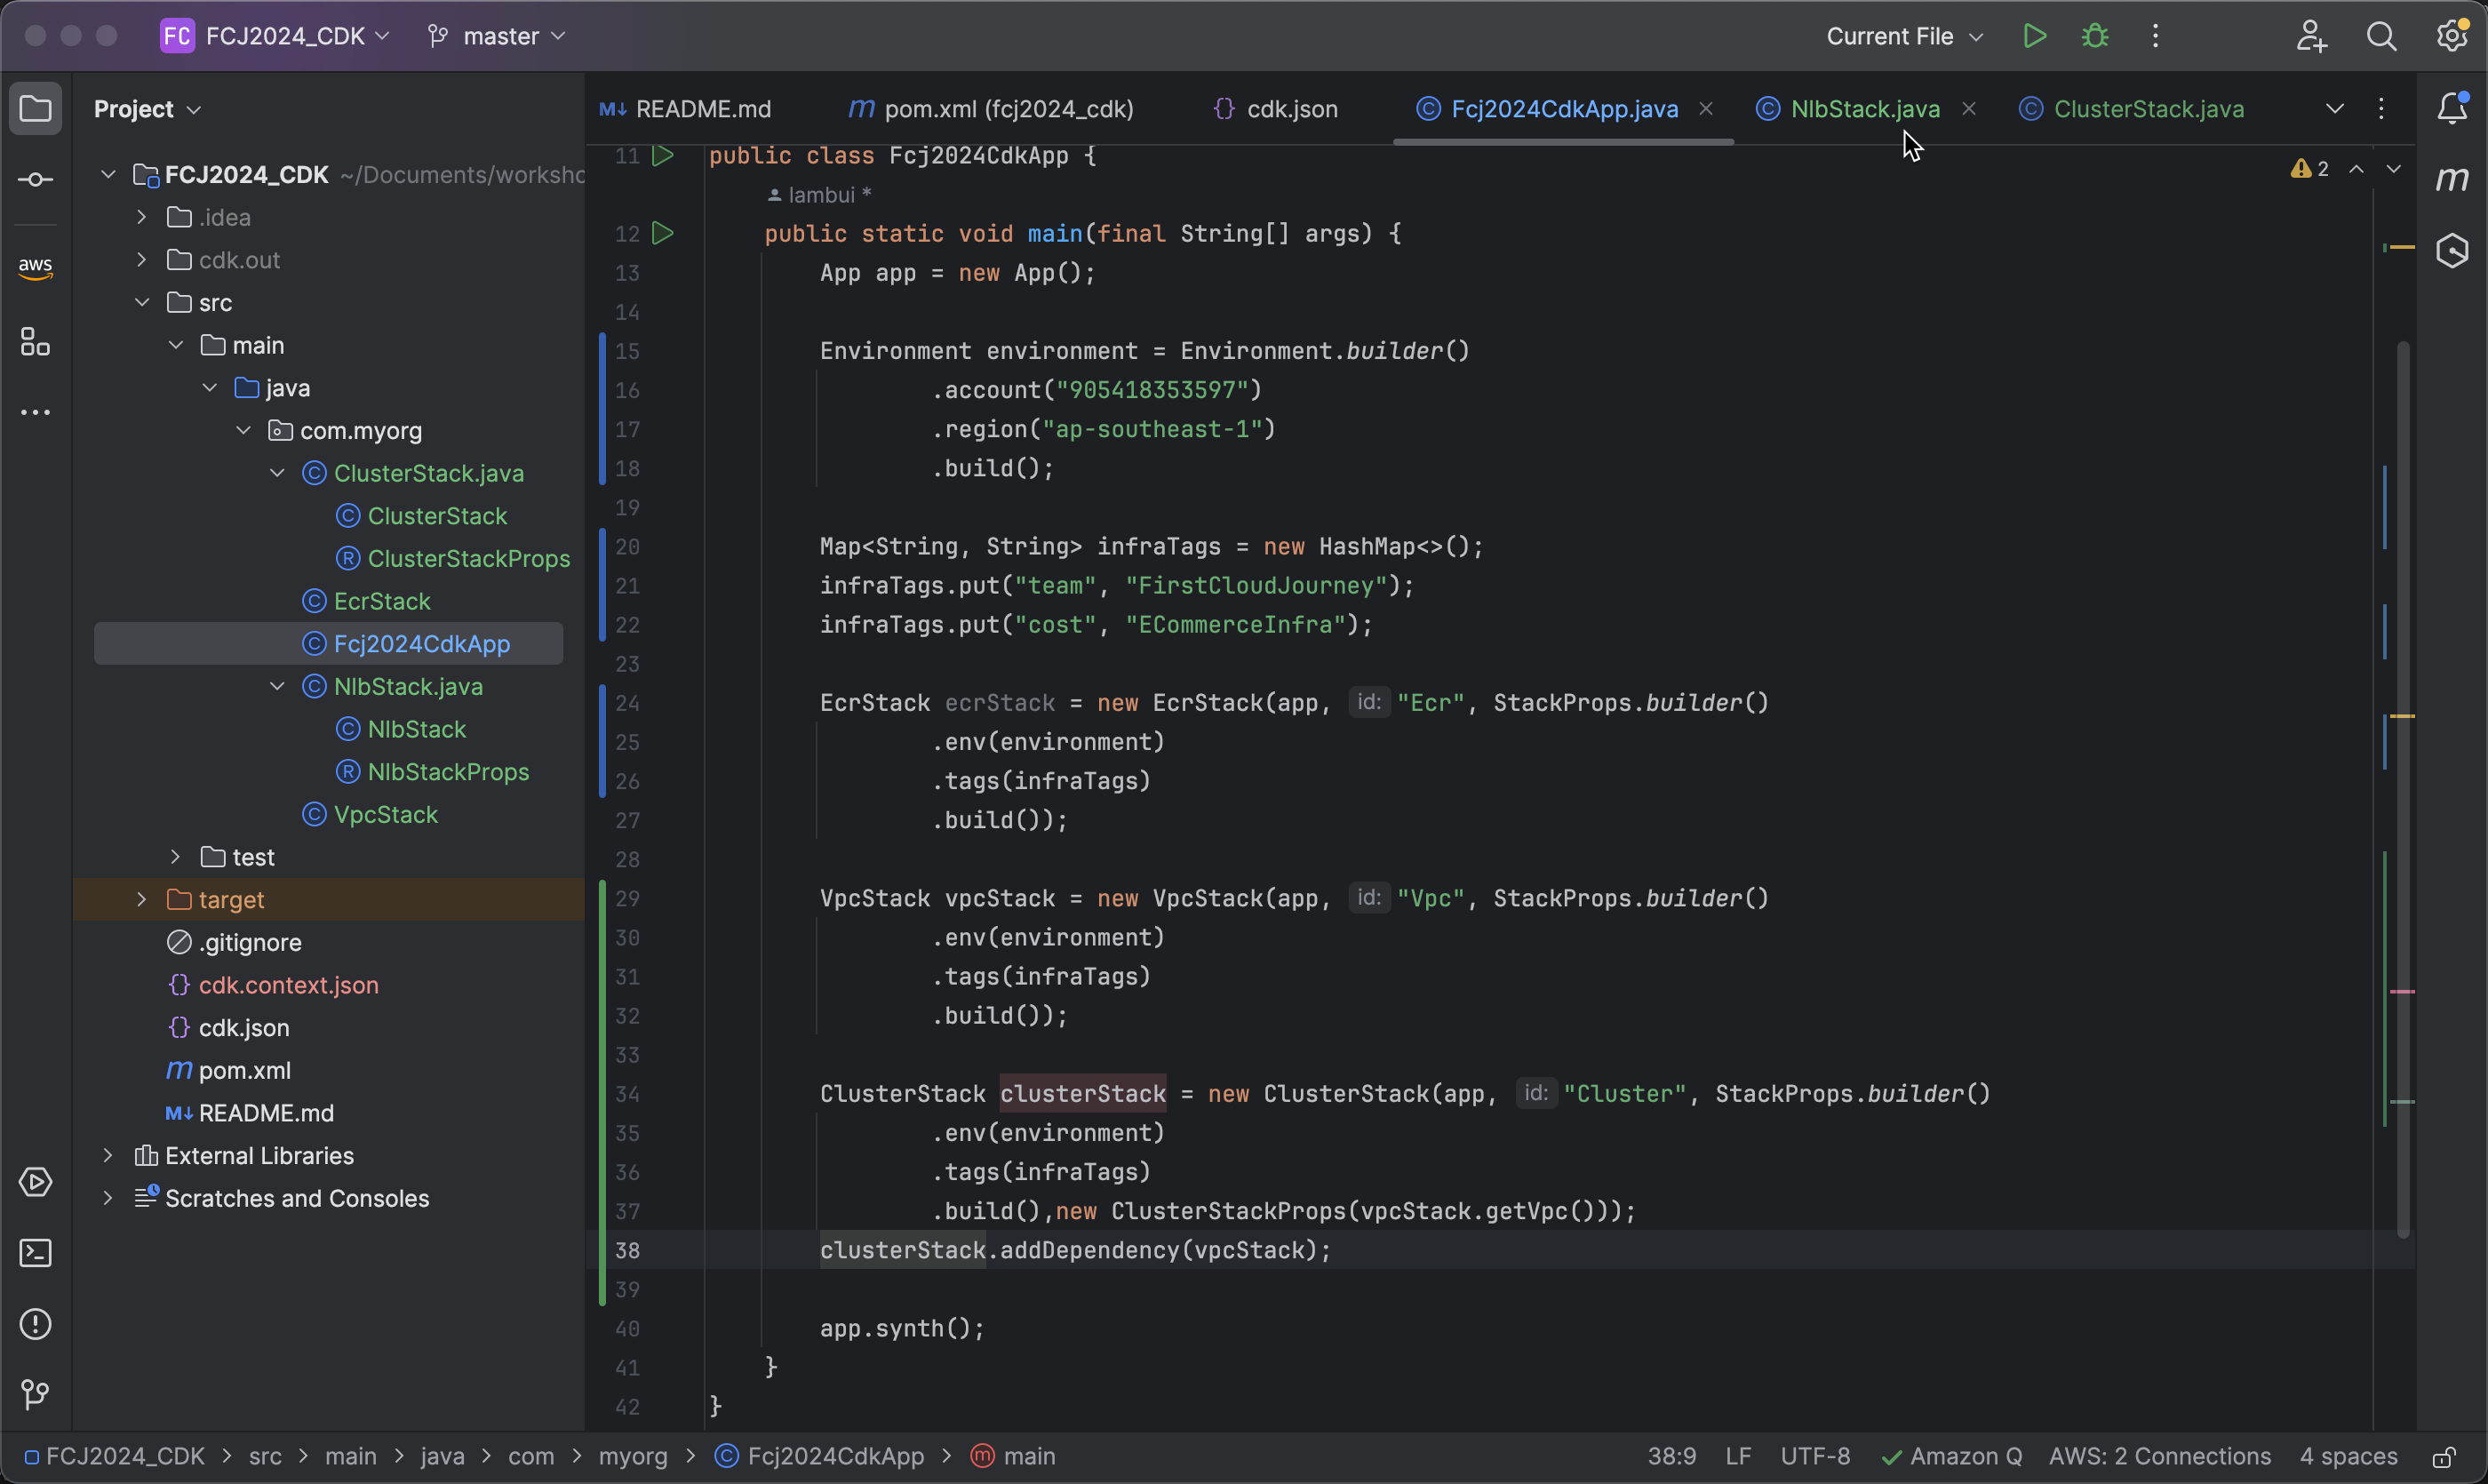 FC FCJ2024_CDK master Current File
Project
README.md pom.xml (fcj2024_cdk) cdk.json Fcj2024CdkApp.java NlbStack.java ClusterStack.java
FCJ2024_CDK ~/Documents/worksho
.idea
cdk.out
aws
src
main
java
com.myorg
ClusterStack.java
ClusterStack
ClusterStackProps
EcrStack
Fcj2024CdkApp
NlbStack.java
NlbStack
NlbStackProps
VpcStack
test
target
.gitignore
cdk.context.json
cdk.json
pom.xml
README.md
External Libraries
Scratches and Consoles
2
11 public class Fcj2024CdkApp {
lambui *
12 public static void main(final String[] args) {
13 App app = new App();
14
15 Environment environment = Environment.builder()
16 .account("905418353597")
17 .region("ap-southeast-1")
18 .build();
19
20 Map<String, String> infraTags = new HashMap<>();
21 infraTags.put("team", "FirstCloudJourney");
22 infraTags.put("cost", "ECommerceInfra");
23
24 EcrStack ecrStack = new EcrStack(app, id: "Ecr", StackProps.builder()
25 .env(environment)
26 .tags(infraTags)
27 .build());
28
29 VpcStack vpcStack = new VpcStack(app, id: "Vpc", StackProps.builder()
30 .env(environment)
31 .tags(infraTags)
32 .build());
33
34 ClusterStack clusterStack = new ClusterStack(app, id: "Cluster", StackProps.builder()
35 .env(environment)
36 .tags(infraTags)
37 .build(),new ClusterStackProps(vpcStack.getVpc()));
38 clusterStack.addDependency(vpcStack);
39
40 app.synth();
41 }
42 }
FCJ2024_CDK > src > main > java > com > myorg > Fcj2024CdkApp > main 38:9 LF UTF-8 Amazon Q AWS: 2 Connections 4 spaces